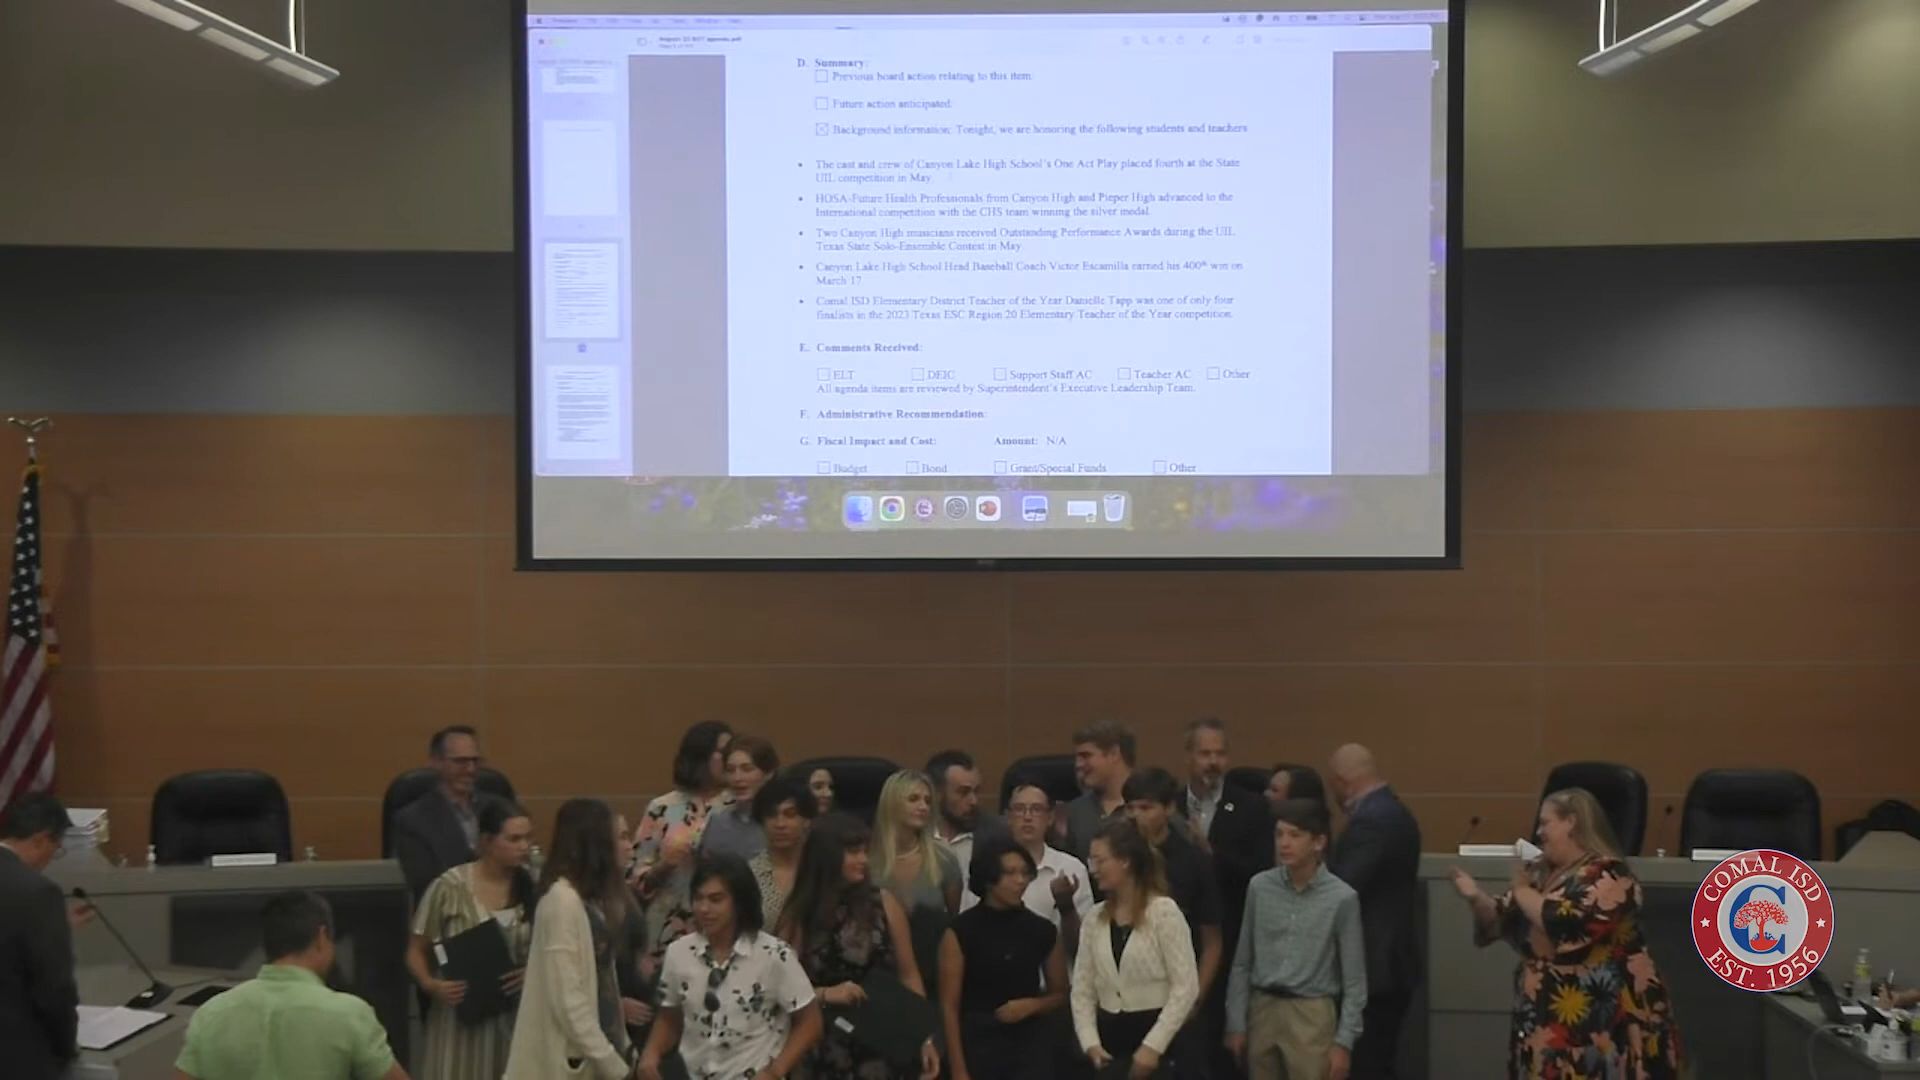 August 25 BOT agenda.pdf
D. Summary:
Previous board action relating to this item:
Future action anticipated:
Background information: Tonight, we are honoring the following students and teachers
• The cast and crew of Canyon Lake High School's One Act Play placed fourth at the State
UIL competition in May.
• HOSA-Future Health Professionals from Canyon High and Pieper High advanced to the
International competition with the CHS team winning the silver medal.
• Two Canyon High musicians received Outstanding Performance Awards during the UIL
Texas State Solo-Ensemble Contest in May.
• Canyon Lake High School Head Baseball Coach Victor Escamilla earned his 400th win on
March 17.
• Comal ISD Elementary District Teacher of the Year Danielle Tapp was one of only four
finalists in the 2023 Texas ESC Region 20 Elementary Teacher of the Year competition.
E. Comments Received:
ELT DEIC Support Staff AC Teacher AC Other
All agenda items are reviewed by Superintendent's Executive Leadership Team.
F. Administrative Recommendation:
G. Fiscal Impact and Cost: Amount: N/A
Budget Bond Grant/Special Funds Other
COMAL ISD
C
EST. 1956